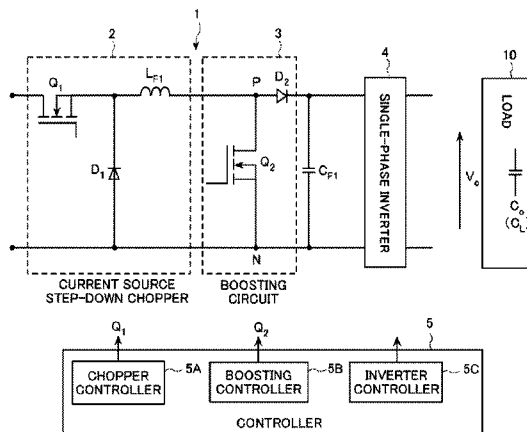 1
2
3
4
10
Q1
LF1
P
D2
D1
Q2
CF1
N
SINGLE-PHASE INVERTER
Vo
LOAD
Co
(CL)
CURRENT SOURCE
STEP-DOWN CHOPPER
BOOSTING
CIRCUIT
Q1
Q2
5
CHOPPER
CONTROLLER
5A
BOOSTING
CONTROLLER
5B
INVERTER
CONTROLLER
5C
CONTROLLER